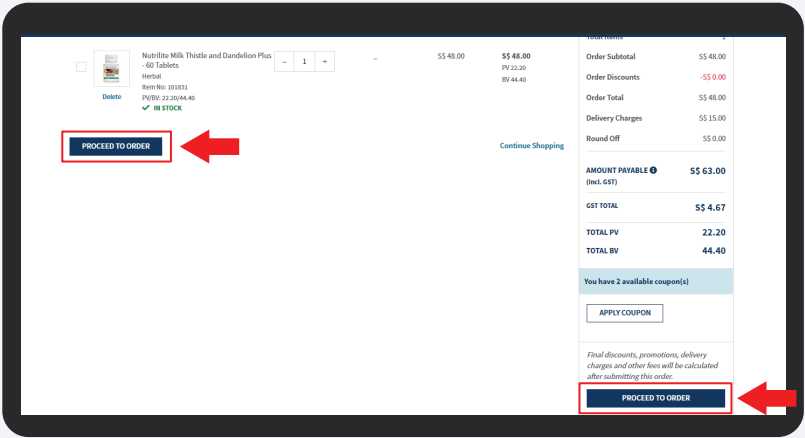 Total Items 1
Nutrilite Milk Thistle and Dandelion Plus
- 60 Tablets
Herbal
Item No: 101831
PV/BV: 22.20/44.40
IN STOCK
Delete
– 1 +
–
S$ 48.00
S$ 48.00
PV 22.20
BV 44.40
PROCEED TO ORDER
Continue Shopping
Order Subtotal S$ 48.00
Order Discounts -S$ 0.00
Order Total S$ 48.00
Delivery Charges S$ 15.00
Round Off S$ 0.00
AMOUNT PAYABLE S$ 63.00
(Incl. GST)
GST TOTAL S$ 4.67
TOTAL PV 22.20
TOTAL BV 44.40
You have 2 available coupon(s)
APPLY COUPON
Final discounts, promotions, delivery
charges and other fees will be calculated
after submitting this order.
PROCEED TO ORDER